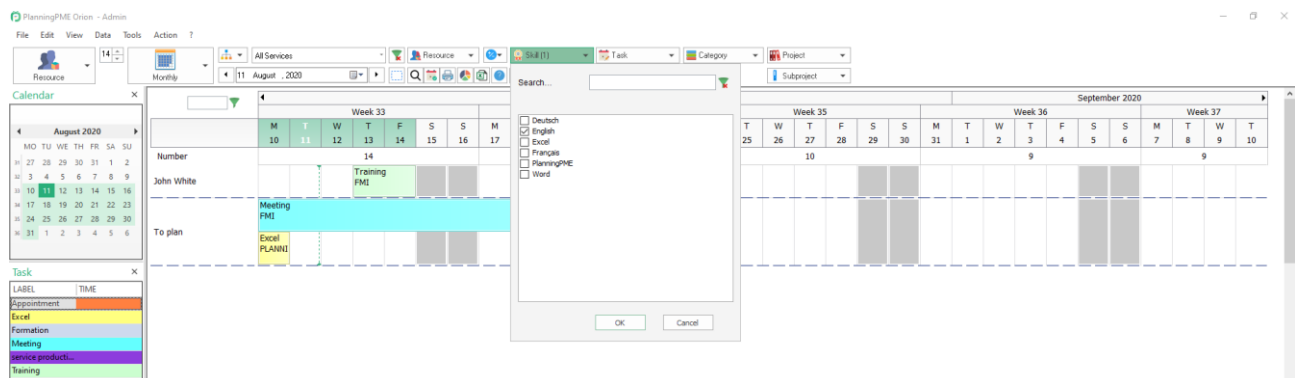 PlanningPME Orion - Admin
File Edit View Data Tools Action ?
Resource
14
Monthly
All Services
Resource
Skill (1)
Task
Category
Project
11 August , 2020
Subproject
Calendar
August 2020
MO TU WE TH FR SA SU
31 27 28 29 30 31 1 2
32 3 4 5 6 7 8 9
33 10 11 12 13 14 15 16
34 17 18 19 20 21 22 23
35 24 25 26 27 28 29 30
36 31 1 2 3 4 5 6
Task
LABEL TIME
Appointment
Excel
Formation
Meeting
service producti...
Training
September 2020
Week 33 Week 35 Week 36 Week 37
M T W T F S S M T W T F S S M T W T F S S M T W T
10 11 12 13 14 15 16 17 25 26 27 28 29 30 31 1 2 3 4 5 6 7 8 9 10
Number 14 10 9 9
John White
Training
FMI
To plan
Meeting
FMI
Excel
PLANNI
Search...
Deutsch
English
Excel
Français
PlanningPME
Word
OK Cancel